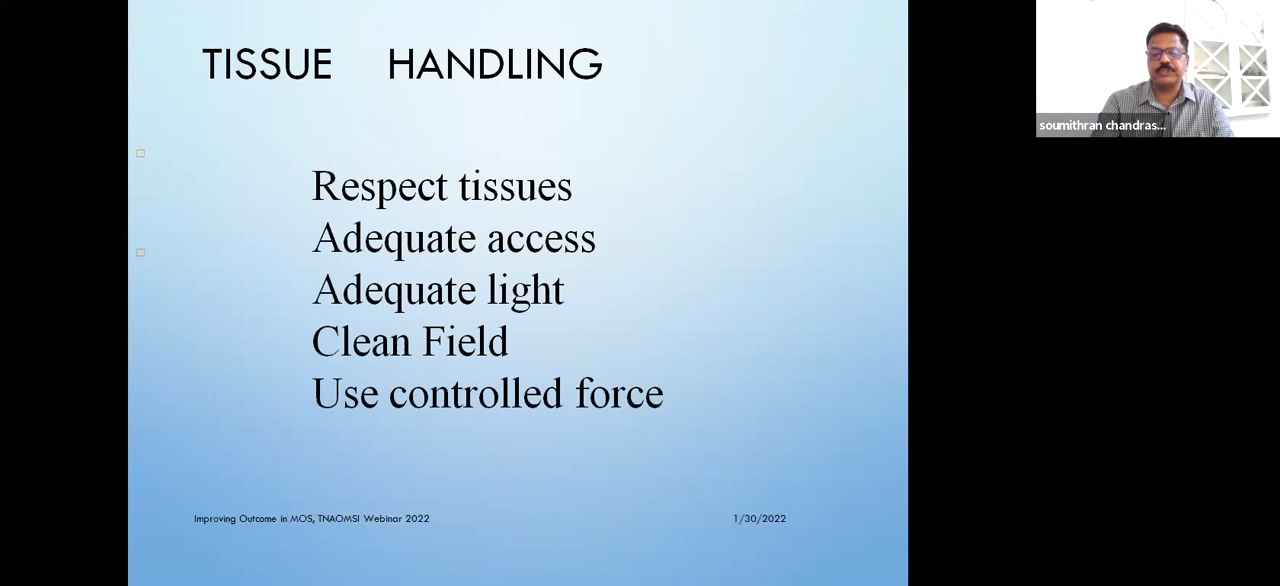 TISSUE HANDLING
soumithran chandras...
Respect tissues
Adequate access
Adequate light
Clean Field
Use controlled force
Improving Outcome in MOS, TNAOMSI Webinar 2022
1/30/2022